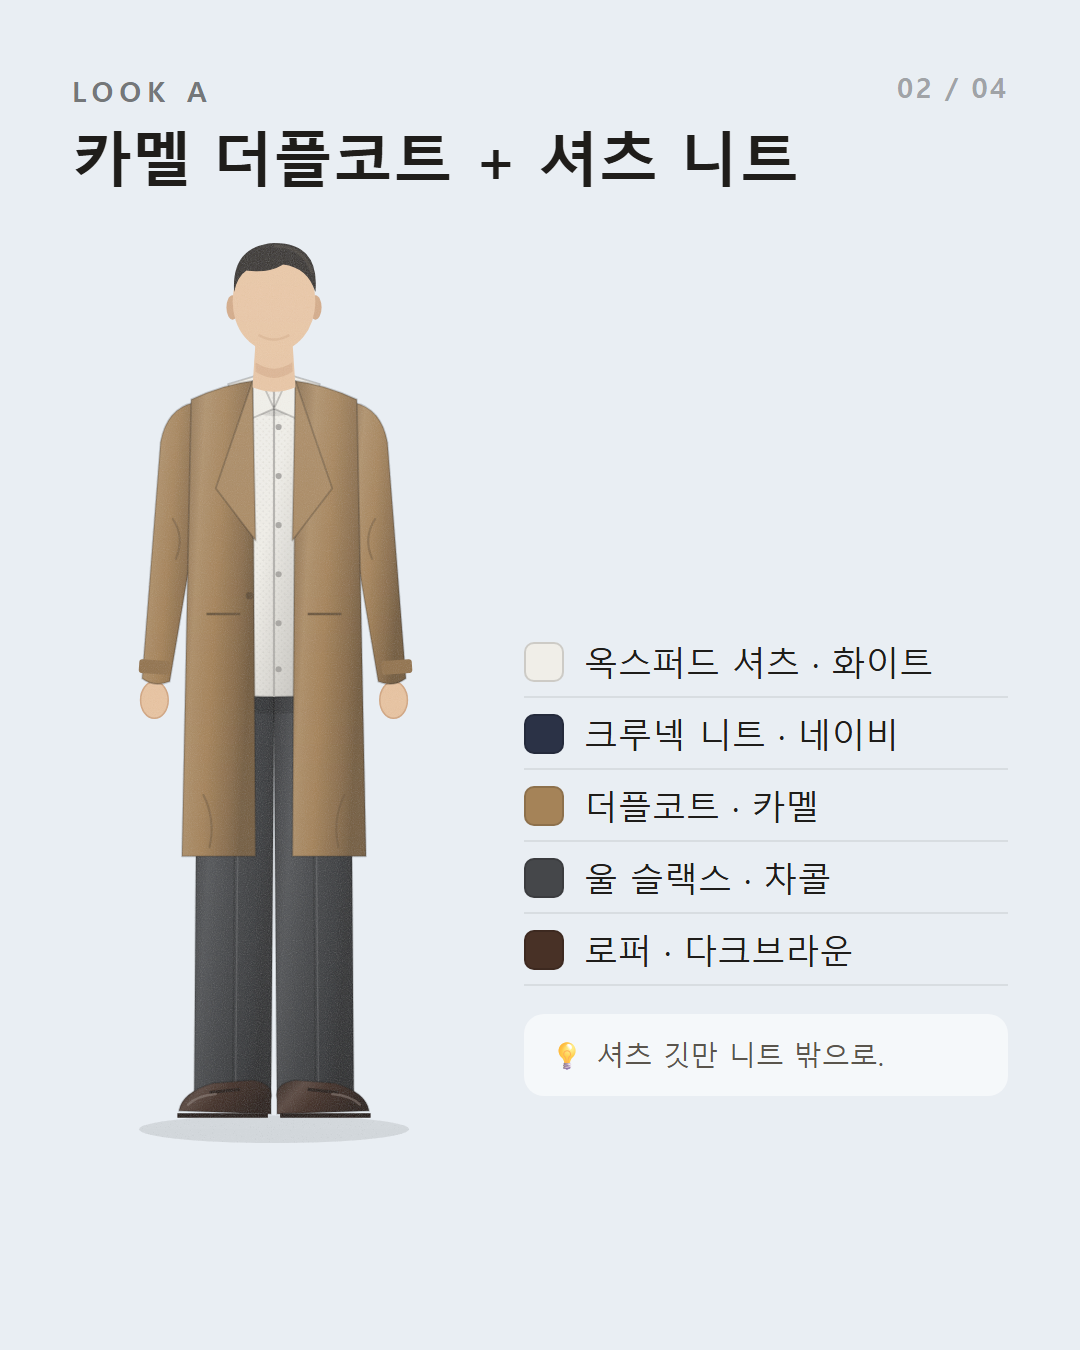 LOOK A
02 / 04
카멜 더플코트 + 셔츠 니트
옥스퍼드 셔츠 · 화이트
크루넥 니트 · 네이비
더플코트 · 카멜
울 슬랙스 · 차콜
로퍼 · 다크브라운
💡 셔츠 깃만 니트 밖으로.